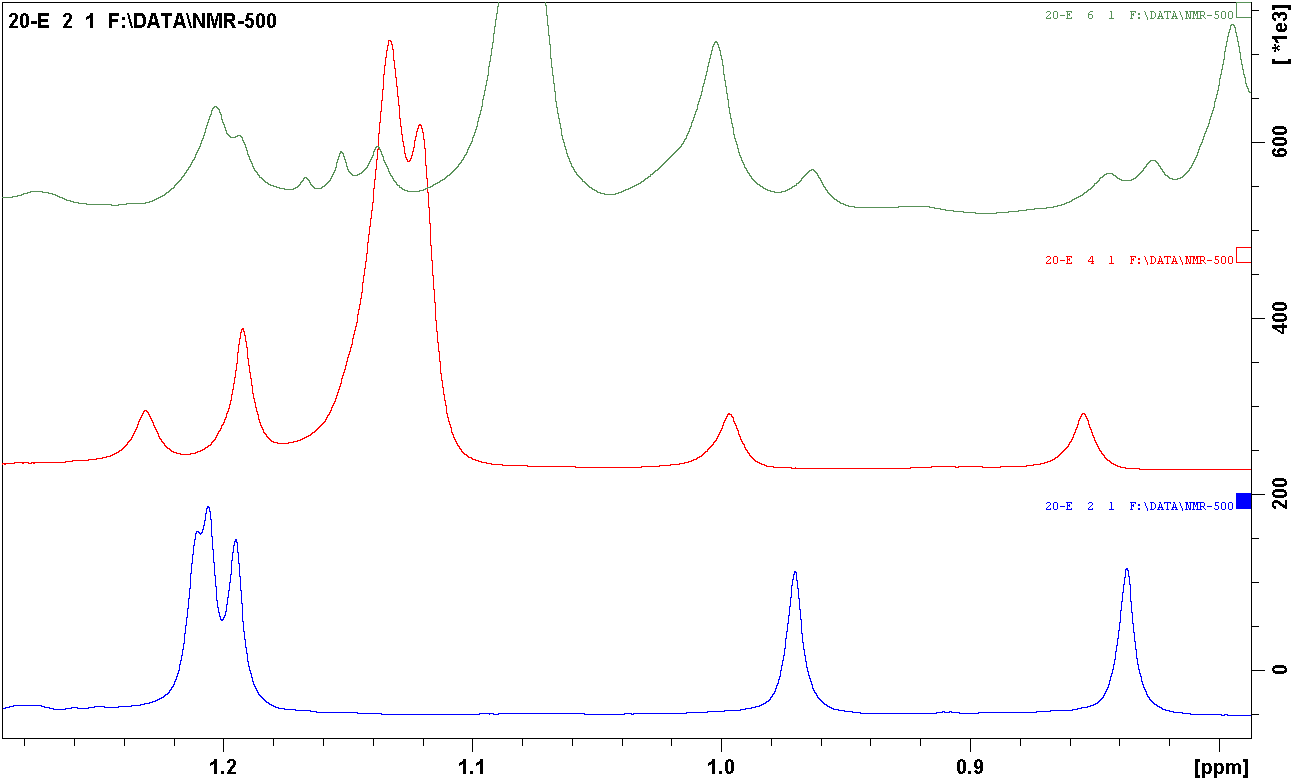 20-E 2 1 F:\DATA\NMR-500
20-E 6 1 F:\DATA\NMR-500
[ *1e3]
600
20-E 4 1 F:\DATA\NMR-500
400
200
20-E 2 1 F:\DATA\NMR-500
0
1.2 1.1 1.0 0.9 [ppm]